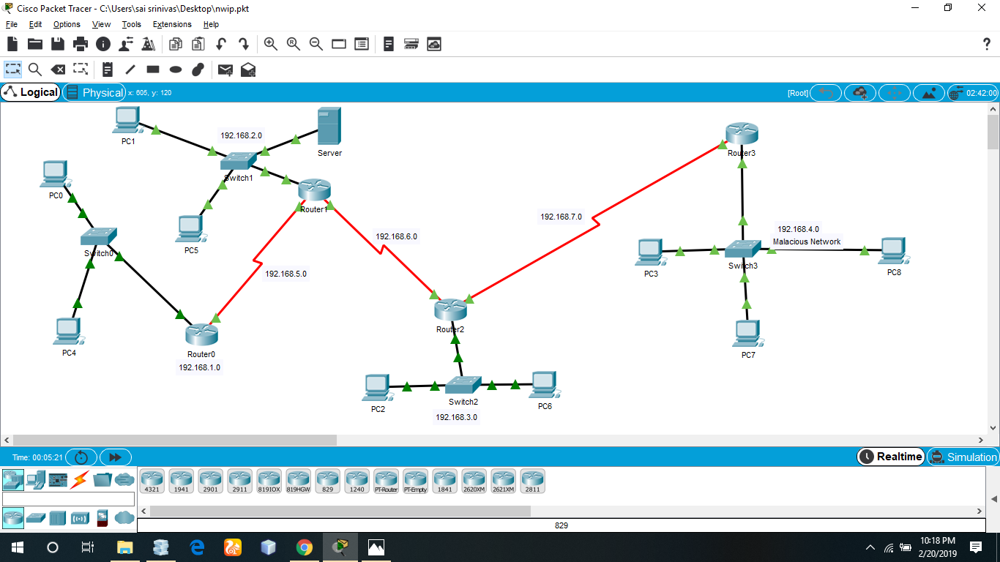 Cisco Packet Tracer - C:\Users\sai srinivas\Desktop\nwip.pkt
File Edit Options View Tools Extensions Help
?
Logical Physical x: 605, y: 120 [Root] 02:42:00
PC1
192.168.2.0
Server
Switch1
PC0
Router1
PC5
Switch0
192.168.5.0
192.168.6.0
PC4
Router0
192.168.1.0
Router2
PC2
Switch2
PC6
192.168.3.0
192.168.7.0
Router3
192.168.4.0
Malacious Network
PC3
Switch3
PC8
PC7
Time: 00:05:21 Realtime Simulation
4321 1941 2901 2911 819IOX 819HGW 829 1240 PT-Router PT-Empty 1841 2620XM 2621XM 2811
829
10:18 PM
2/20/2019